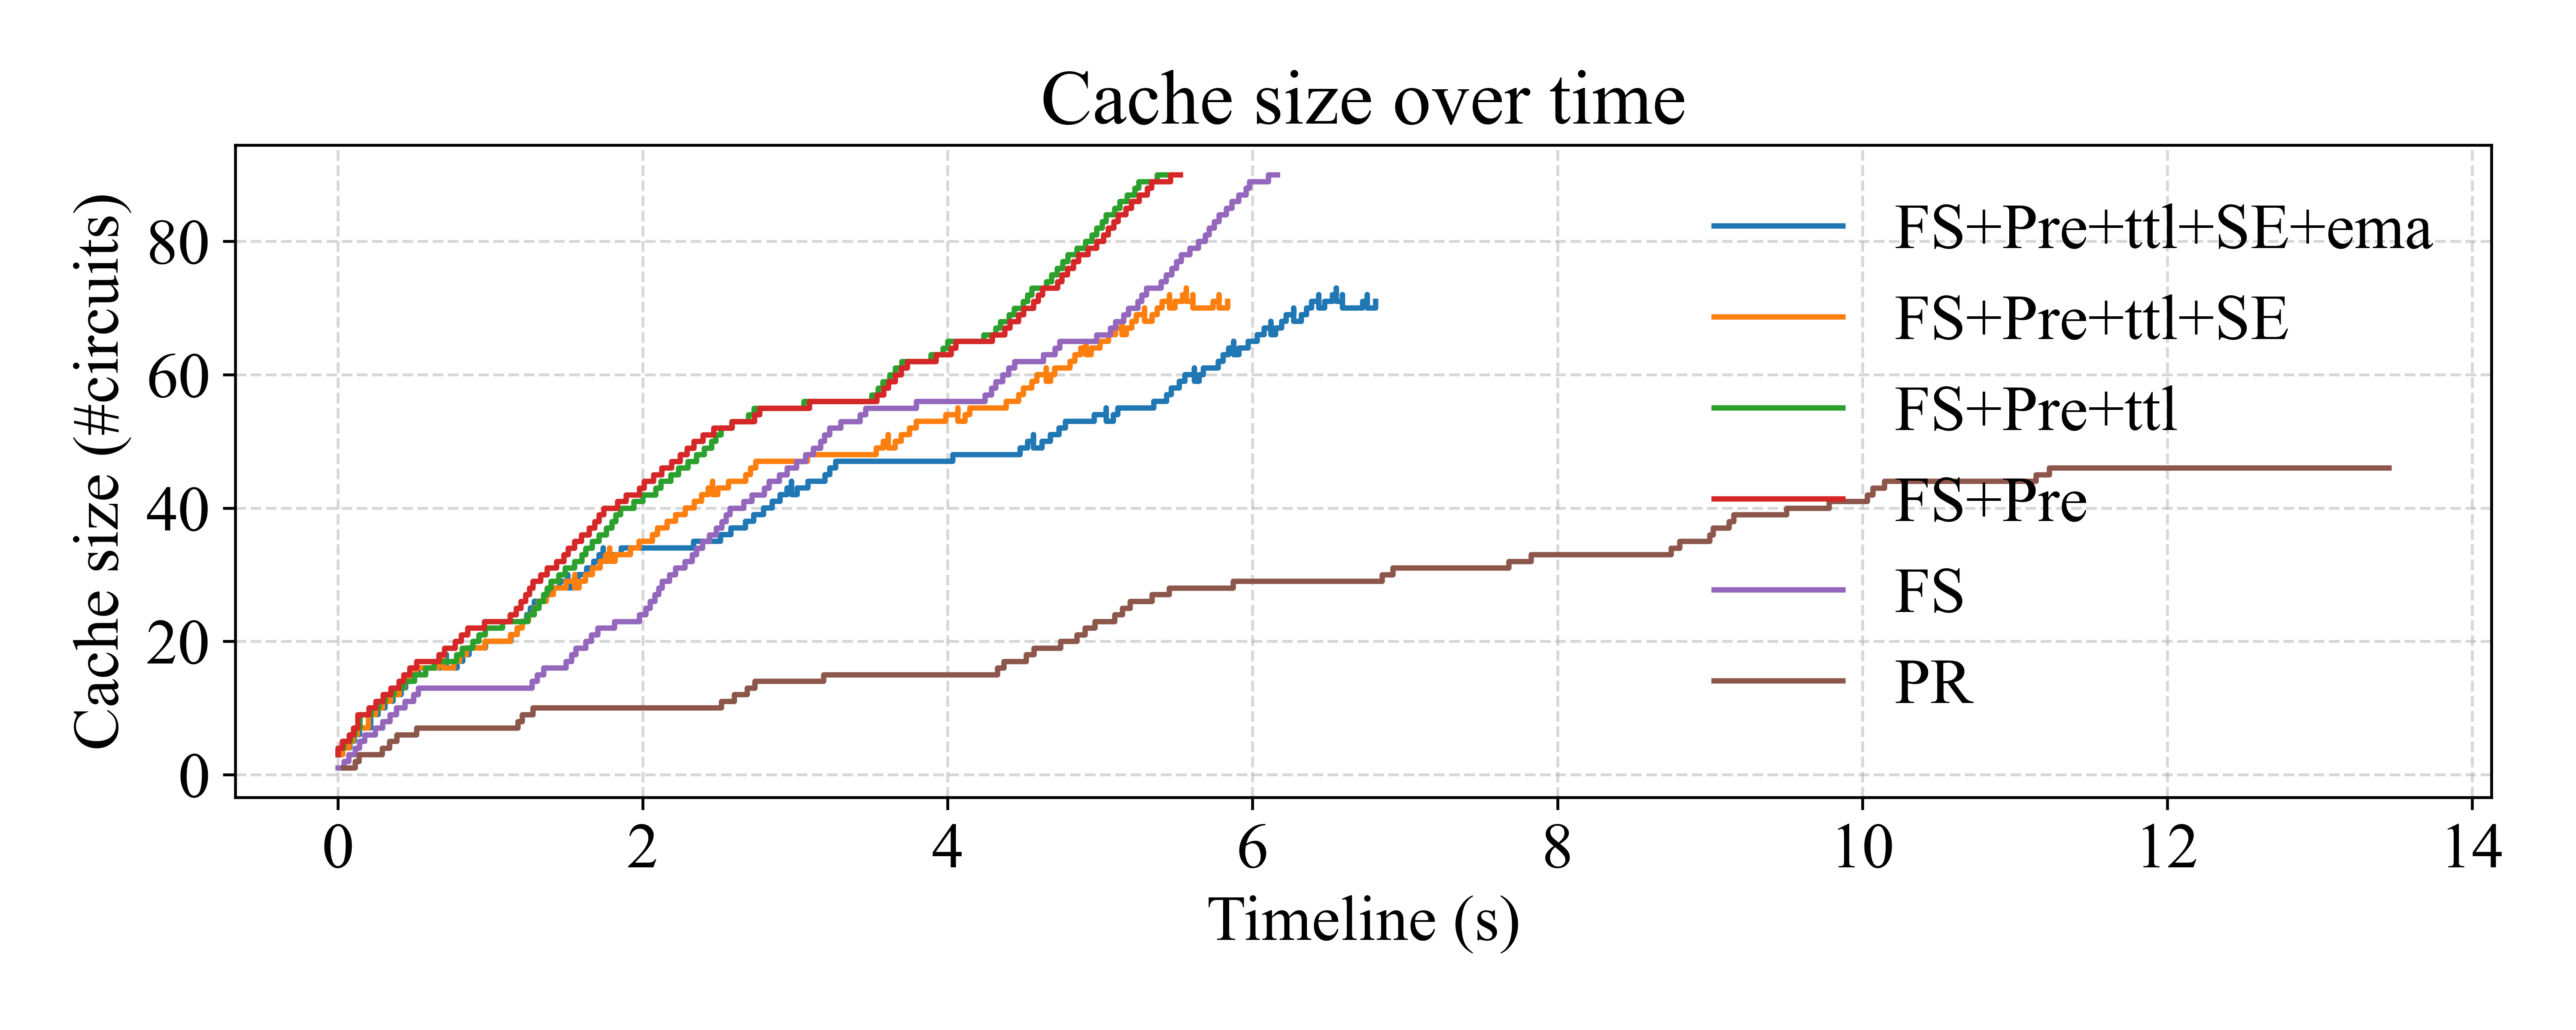 Cache size over time
Cache size (#circuits)
80
60
40
20
0
FS+Pre+ttl+SE+ema
FS+Pre+ttl+SE
FS+Pre+ttl
FS+Pre
FS
PR
0 2 4 6 8 10 12 14
Timeline (s)